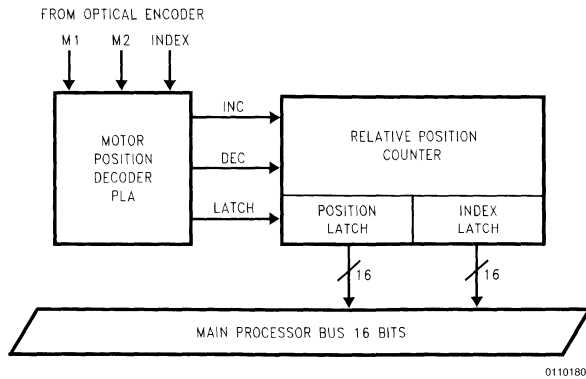 FROM OPTICAL ENCODER
M1 M2 INDEX
MOTOR
POSITION
DECODER
PLA
INC
DEC
LATCH
RELATIVE POSITION
COUNTER
POSITION
LATCH
INDEX
LATCH
16
16
MAIN PROCESSOR BUS 16 BITS
0110180